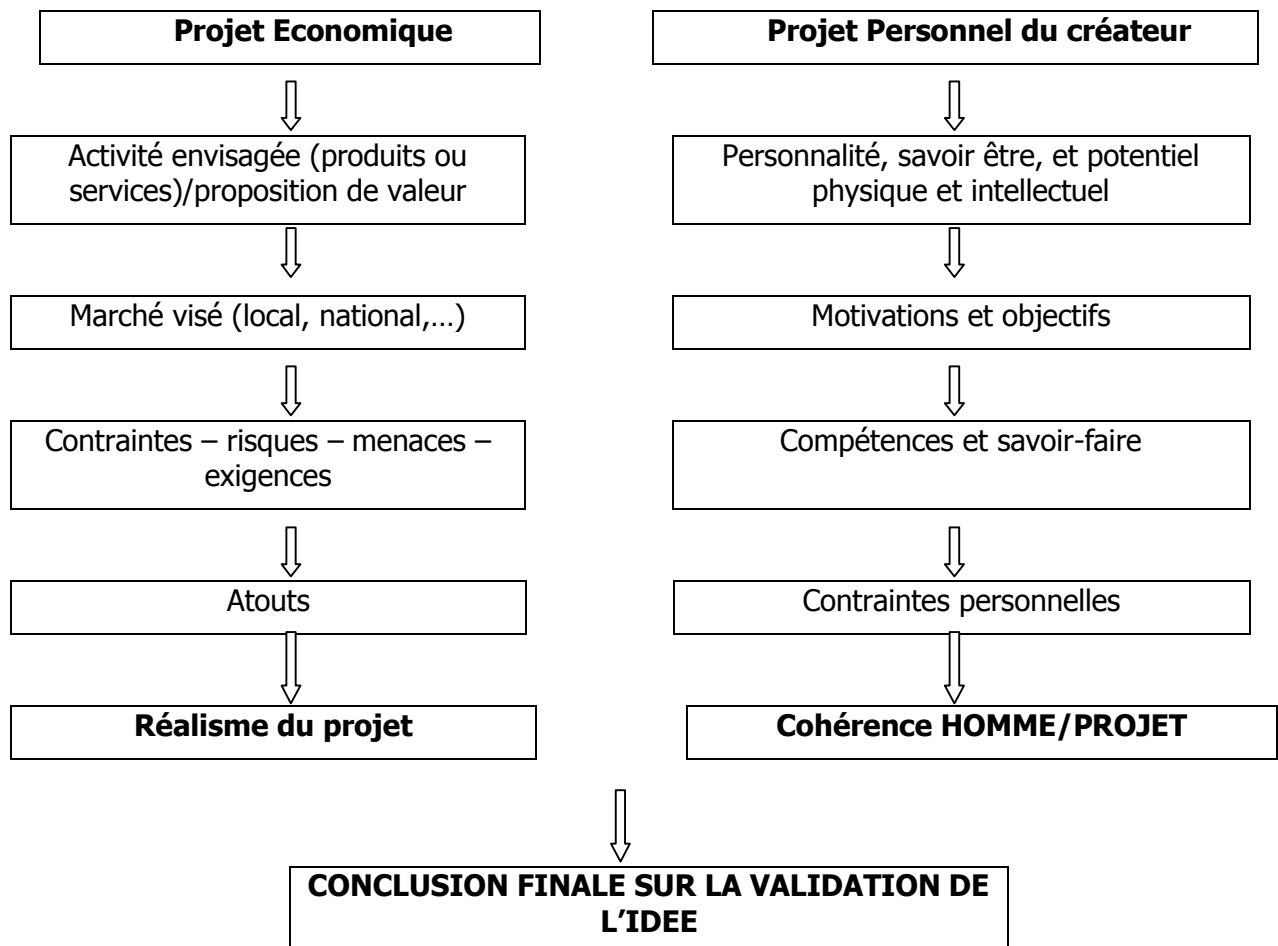 Projet Economique
Projet Personnel du créateur
Activité envisagée (produits ou
services)/proposition de valeur
Personnalité, savoir être, et potentiel
physique et intellectuel
Marché visé (local, national,...)
Motivations et objectifs
Contraintes – risques – menaces –
exigences
Compétences et savoir-faire
Atouts
Contraintes personnelles
Réalisme du projet
Cohérence HOMME/PROJET
CONCLUSION FINALE SUR LA VALIDATION DE
L'IDEE